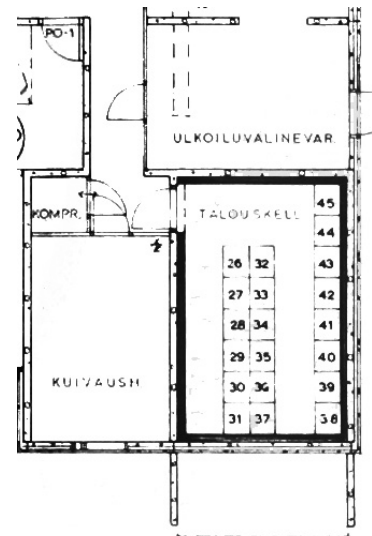 PO-1
ULKOILUVALINEVAR.
KOMPR.
TALOUSKELL
45
44
26 32 43
27 33 42
28 34 41
29 35 40
KUIVAUSH
30 36 39
31 37 38